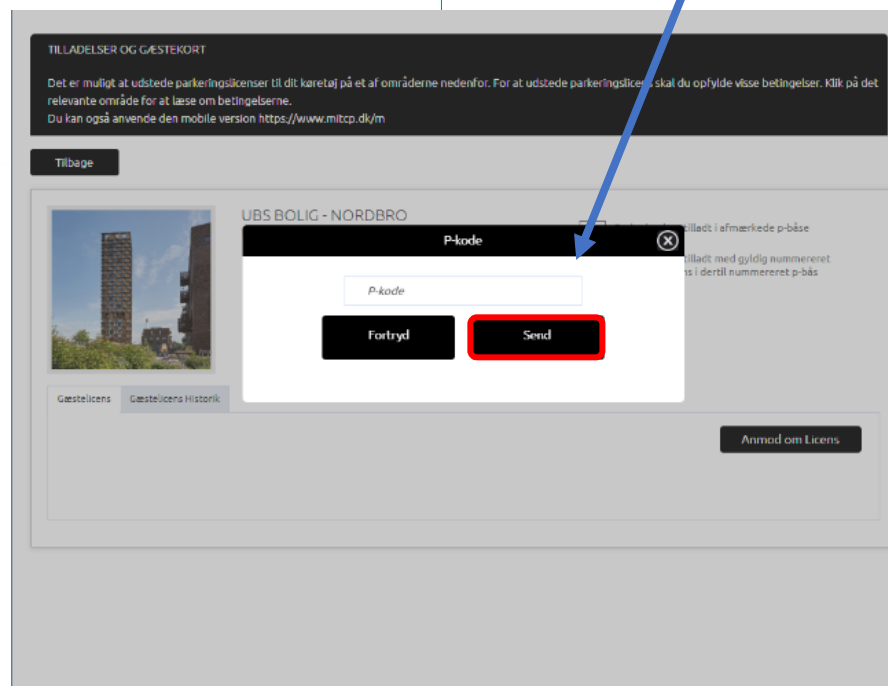 TILLADELSER OG GÆSTEKORT
Det er muligt at udstede parkeringslicenser til dit køretøj på et af områderne nedenfor. For at udstede parkeringslicens skal du opfylde visse betingelser. Klik på det
relevante område for at læse om betingelserne.
Du kan også anvende den mobile version https://www.mitcp.dk/m
Tilbage
UBS BOLIG - NORDBRO
tilladt i afmærkede p-båse
tilladt med gyldig nummereret
i dertil nummereret p-bås
P-kode
P-kode
Fortryd Send
Gæstelicens Gæstelicens Historik
Anmod om Licens